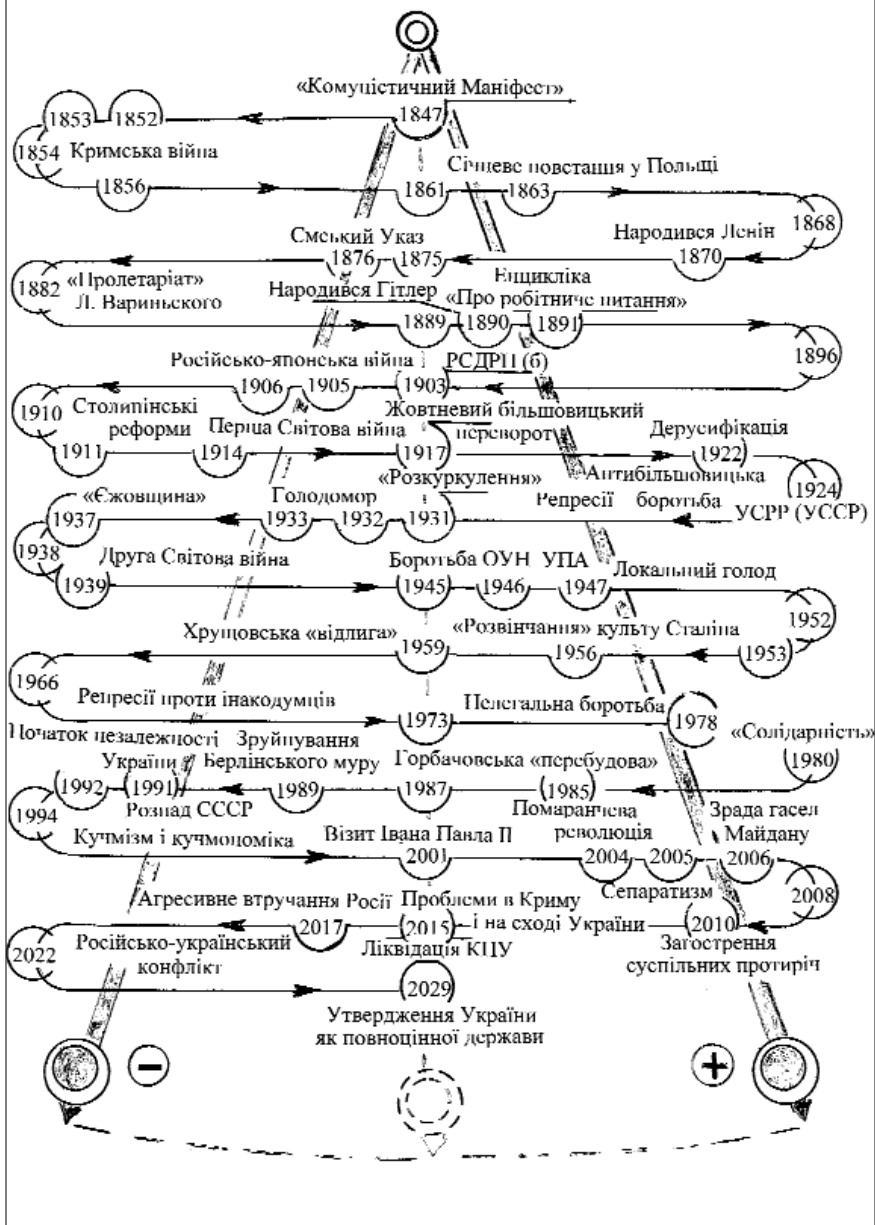 «Комуністичний Маніфест»
1853 1852 1847
1854 Кримська війна
Січневе повстання у Польщі
1856 1861 1863
1868
Ємський Указ Народився Ленін
1876 1875 1870
1882 «Пролетаріат» Енцикліка
Л. Вариньского Народився Гітлер «Про робітниче питання»
1889 1890 1891
1896
Російсько-японська війна РСДРП (б)
1906 1905 1903
1910 Столипінські Жовтневий більшовицький
реформи Перша Світова війна переворот Дерусифікація
1911 1914 1917 1922
«Розкуркулення» Антибільшовицька 1924
«Єжовщина» Голодомор Репресії боротьба
1937 1933 1932 1931 УСРР (УССР)
1938
Друга Світова війна Боротьба ОУН УПА Локальний голод
1939 1945 1946 1947
1952
Хрущовська «відлига» «Розвінчання» культу Сталіна
1959 1956 1953
1966
Репресії проти інакодумців Нелегальна боротьба
1973 1978
Початок незалежності Зруйнування «Солідарність»
України Берлінського муру Горбачовська «перебудова» 1980
1992 1991 1989 1987 1985
1994 Розпад СССР Помаранчева Зрада гасел
Кучмізм і кучмономіка Візит Івана Павла ІІ революція Майдану
2001 2004 2005 2006
Сепаратизм 2008
Агресивне втручання Росії Проблеми в Криму
2017 2015 і на сході України 2010
2022 Російсько-український Ліквідація КПУ Загострення
конфлікт суспільних протиріч
2029
Утвердження України
як повноцінної держави
− +